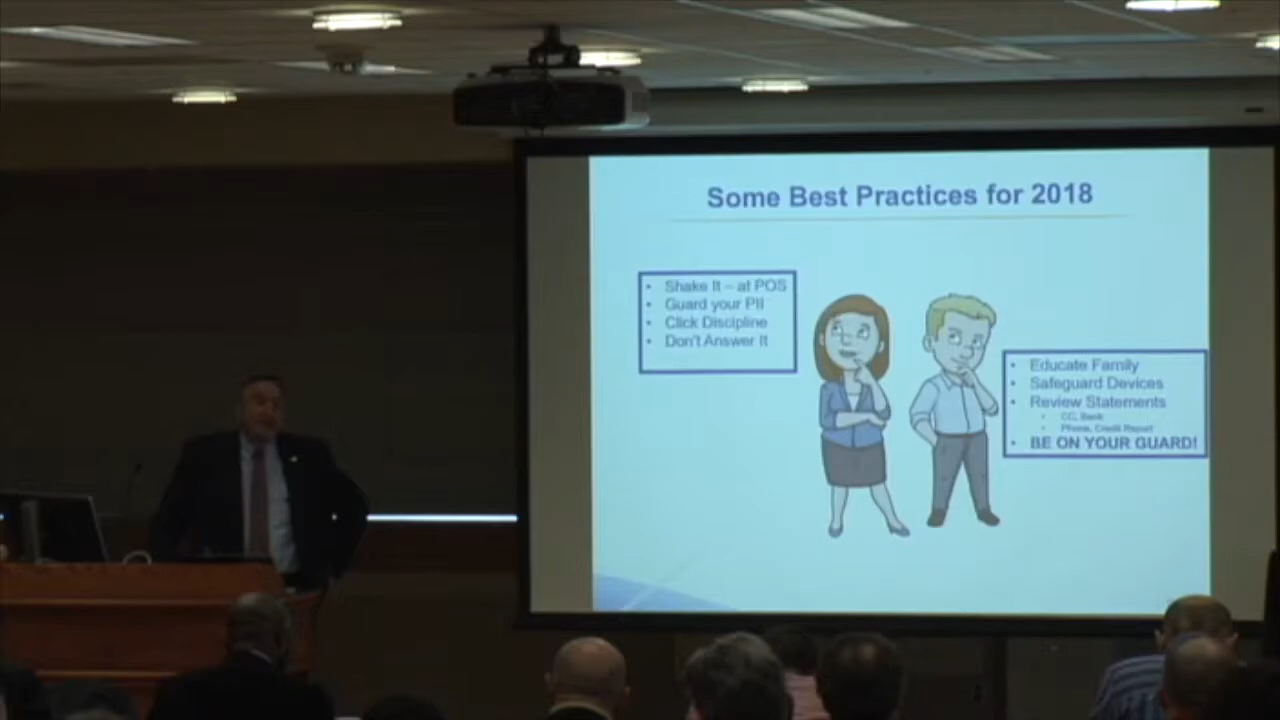 Some Best Practices for 2018
• Shake It – at POS
• Guard your PII
• Click Discipline
• Don't Answer It
• Educate Family
• Safeguard Devices
• Review Statements
• CC, Bank
• Phone, Credit Report
• BE ON YOUR GUARD!